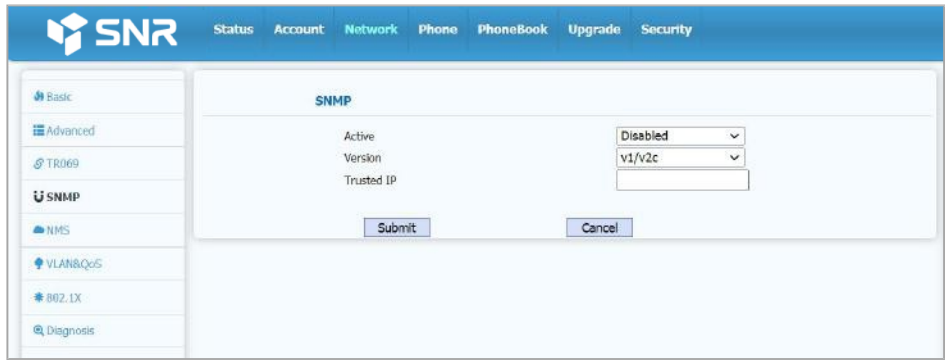 SNR
Status Account Network Phone PhoneBook Upgrade Security
Basic
Advanced
TR069
SNMP
NMS
VLAN&QoS
802.1X
Diagnosis
SNMP
Active Disabled
Version v1/v2c
Trusted IP
Submit Cancel